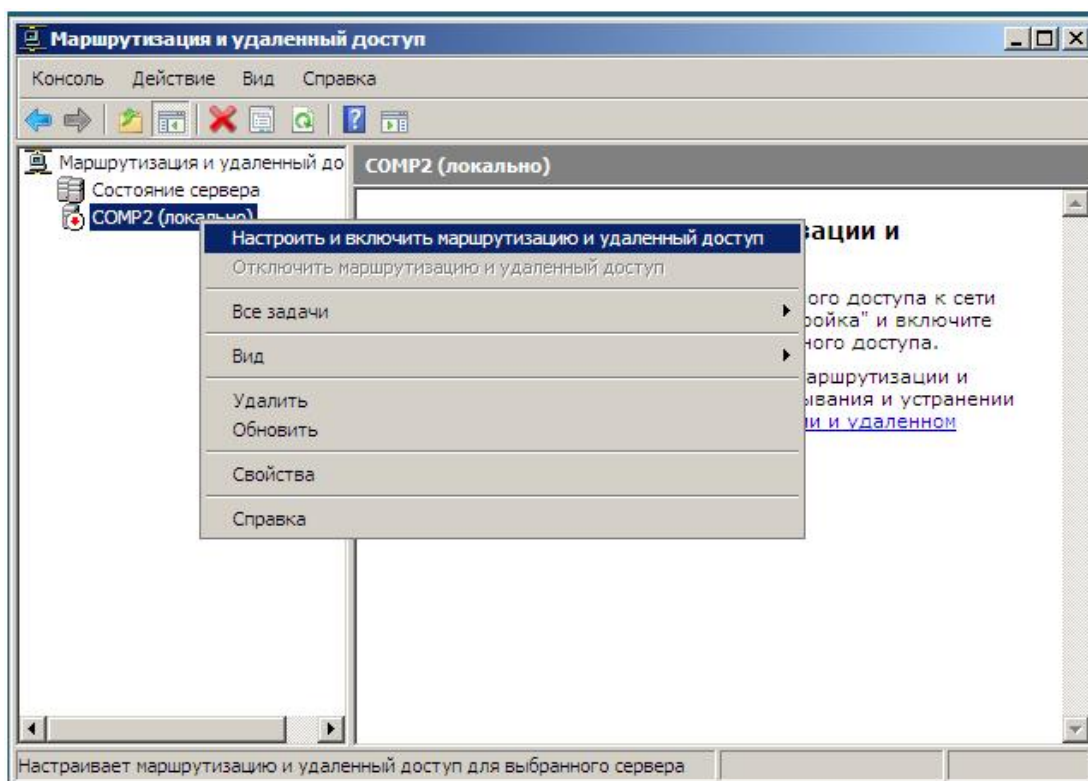 Маршрутизация и удаленный доступ
Консоль Действие Вид Справка
Маршрутизация и удаленный до
Состояние сервера
COMP2 (локально)
COMP2 (локально)
Настроить и включить маршрутизацию и удаленный доступ
Отключить маршрутизацию и удаленный доступ
Все задачи
Вид
Удалить
Обновить
Свойства
Справка
зации и
ого доступа к сети
ройка" и включите
ного доступа.
аршрутизации и
ывания и устранении
ии и удаленном
Настраивает маршрутизацию и удаленный доступ для выбранного сервера